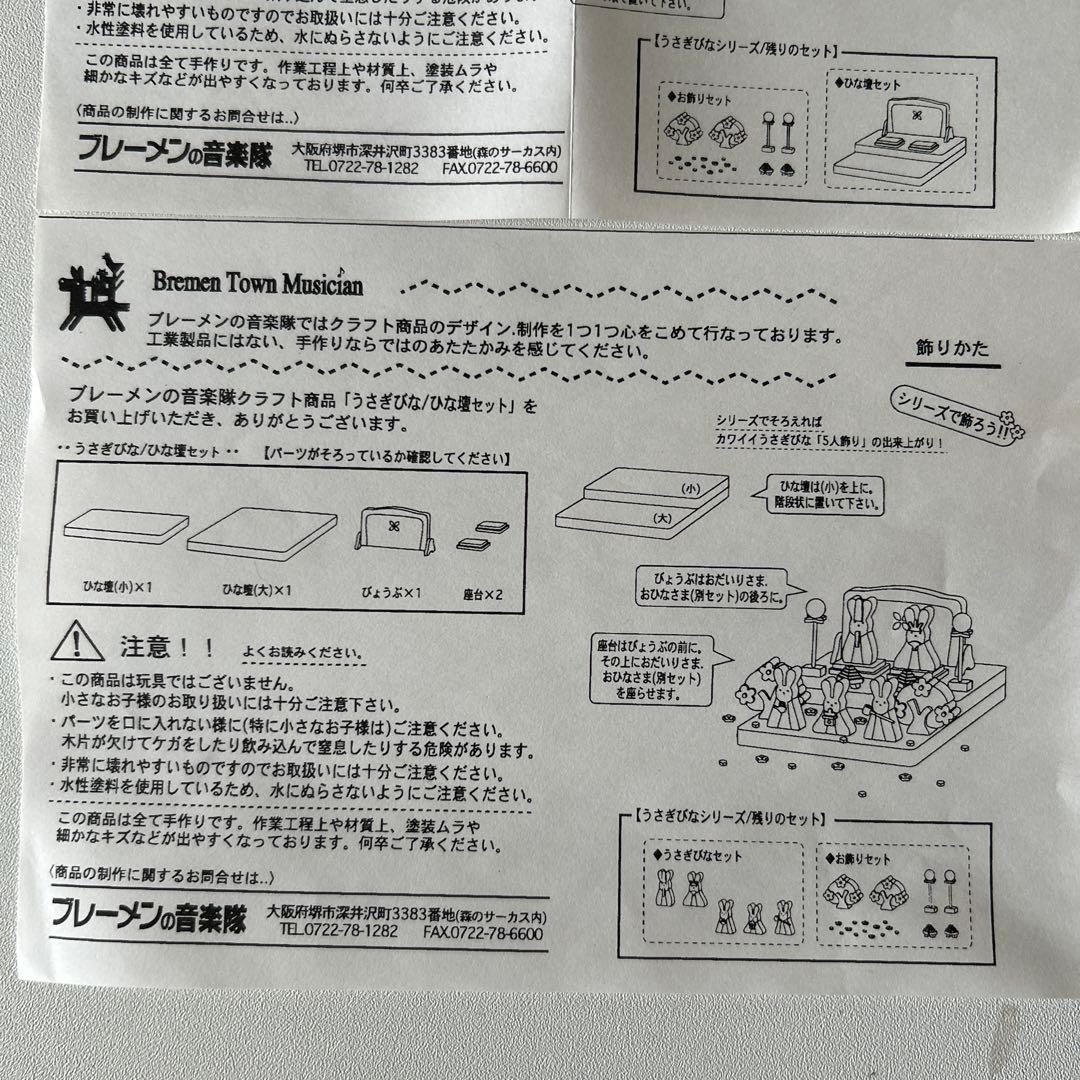 ・非常に壊れやすいものですのでお取扱いには十分ご注意ください。
・水性塗料を使用しているため、水にぬらさないようにご注意ください。
この商品は全て手作りです。作業工程上や材質上、塗装ムラや
細かなキズなどが出やすくなっております。何卒ご了承ください。
〈商品の制作に関するお問合せは..〉
ブレーメンの音楽隊 大阪府堺市深井沢町3383番地(森のサーカス内)
TEL.0722-78-1282 FAX.0722-78-6600
【うさぎびなシリーズ/残りのセット】
◆お飾りセット
◆ひな壇セット
Bremen Town Musician
ブレーメンの音楽隊ではクラフト商品のデザイン.制作を1つ1つ心をこめて行なっております。
工業製品にはない、手作りならではのあたたかみを感じてください。
飾りかた
ブレーメンの音楽隊クラフト商品「うさぎびな/ひな壇セット」を
お買い上げいただき、ありがとうございます。
シリーズで飾ろう!!
シリーズでそろえれば
カワイイうさぎびな「5人飾り」の出来上がり!
・・うさぎびな/ひな壇セット・・ 【パーツがそろっているか確認してください】
ひな壇(小)×1
ひな壇(大)×1
びょうぶ×1
座台×2
(小)
(大)
ひな壇は(小)を上に。
階段状に置いて下さい。
びょうぶはおだいりさま.
おひなさま(別セット)の後ろに。
座台はびょうぶの前に。
その上におだいりさま.
おひなさま(別セット)
を座らせます。
注意!! よくお読みください。
・この商品は玩具ではございません。
小さなお子様のお取り扱いには十分ご注意下さい。
・パーツを口に入れない様に(特に小さなお子様は)ご注意ください。
木片が欠けてケガをしたり飲み込んで窒息したりする危険があります。
・非常に壊れやすいものですのでお取扱いには十分ご注意ください。
・水性塗料を使用しているため、水にぬらさないようにご注意ください。
この商品は全て手作りです。作業工程上や材質上、塗装ムラや
細かなキズなどが出やすくなっております。何卒ご了承ください。
〈商品の制作に関するお問合せは..〉
ブレーメンの音楽隊 大阪府堺市深井沢町3383番地(森のサーカス内)
TEL.0722-78-1282 FAX.0722-78-6600
【うさぎびなシリーズ/残りのセット】
◆うさぎびなセット
◆お飾りセット